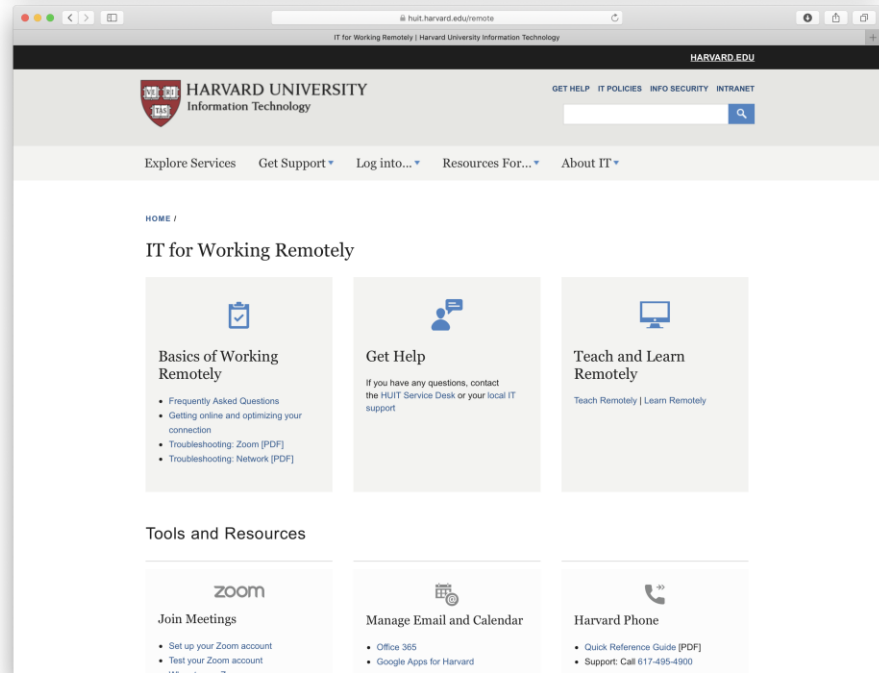 huit.harvard.edu/remote
IT for Working Remotely | Harvard University Information Technology
HARVARD.EDU
HARVARD UNIVERSITY
Information Technology
VE RI
TAS
GET HELP IT POLICIES INFO SECURITY INTRANET
Explore Services Get Support Log into... Resources For... About IT
HOME /
IT for Working Remotely
Basics of Working
Remotely
• Frequently Asked Questions
• Getting online and optimizing your
connection
• Troubleshooting: Zoom [PDF]
• Troubleshooting: Network [PDF]
Get Help
If you have any questions, contact
the HUIT Service Desk or your local IT
support
Teach and Learn
Remotely
Teach Remotely | Learn Remotely
Tools and Resources
zoom
Join Meetings
• Set up your Zoom account
• Test your Zoom account
Manage Email and Calendar
• Office 365
• Google Apps for Harvard
Harvard Phone
• Quick Reference Guide [PDF]
• Support: Call 617-495-4900